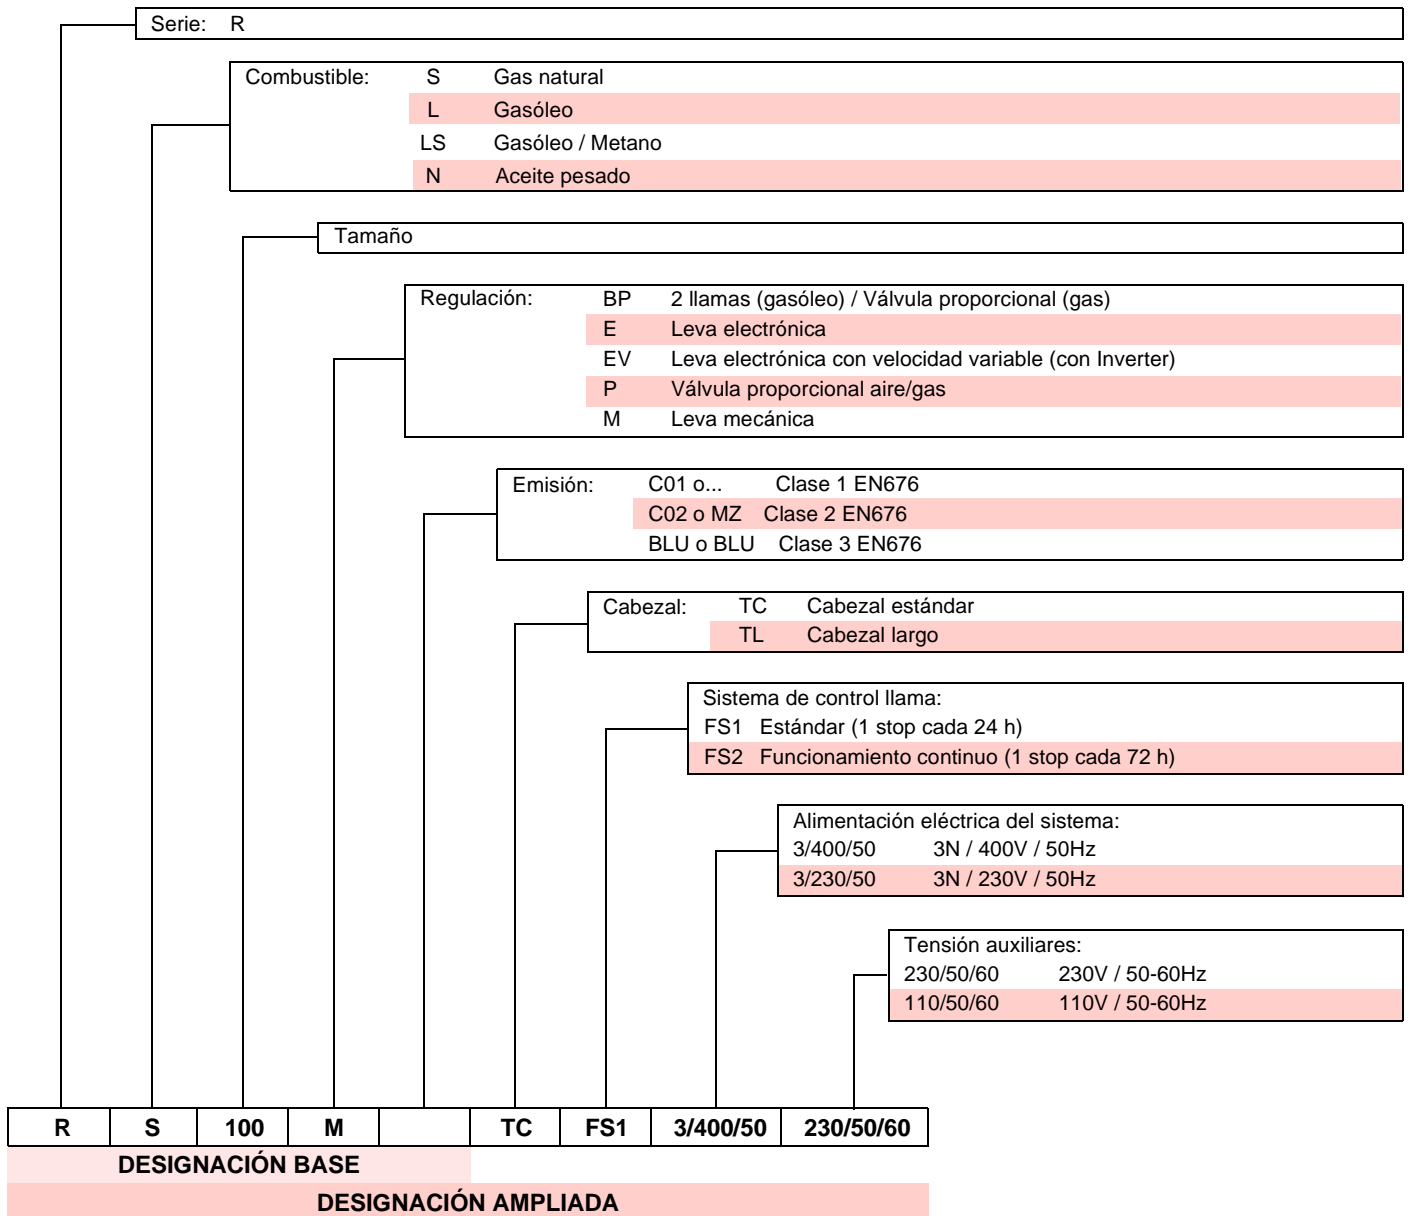 Serie: R
Combustible: S Gas natural
L Gasóleo
LS Gasóleo / Metano
N Aceite pesado
Tamaño
Regulación: BP 2 llamas (gasóleo) / Válvula proporcional (gas)
E Leva electrónica
EV Leva electrónica con velocidad variable (con Inverter)
P Válvula proporcional aire/gas
M Leva mecánica
Emisión: C01 o... Clase 1 EN676
C02 o MZ Clase 2 EN676
BLU o BLU Clase 3 EN676
Cabezal: TC Cabezal estándar
TL Cabezal largo
Sistema de control llama:
FS1 Estándar (1 stop cada 24 h)
FS2 Funcionamiento continuo (1 stop cada 72 h)
Alimentación eléctrica del sistema:
3/400/50 3N / 400V / 50Hz
3/230/50 3N / 230V / 50Hz
Tensión auxiliares:
230/50/60 230V / 50-60Hz
110/50/60 110V / 50-60Hz
R S 100 M TC FS1 3/400/50 230/50/60
DESIGNACIÓN BASE
DESIGNACIÓN AMPLIADA